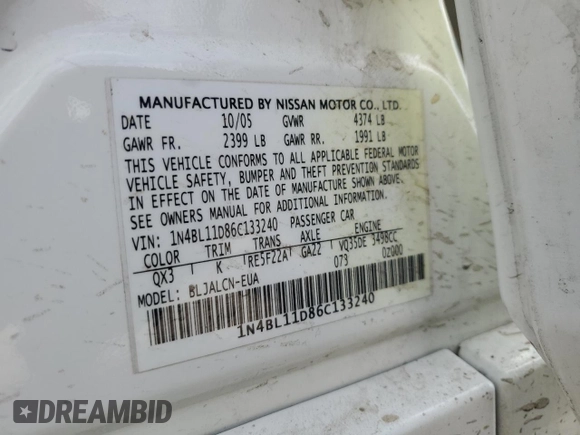 MANUFACTURED BY NISSAN MOTOR CO., LTD.
DATE 10/05 GVWR 4374 LB
GAWR FR. 2399 LB GAWR RR. 1991 LB
THIS VEHICLE CONFORMS TO ALL APPLICABLE FEDERAL MOTOR
VEHICLE SAFETY, BUMPER AND THEFT PREVENTION STANDARDS
IN EFFECT ON THE DATE OF MANUFACTURE SHOWN ABOVE.
SEE OWNERS MANUAL FOR ADDITIONAL INFORMATION.
VIN: 1N4BL11D86C133240 PASSENGER CAR
COLOR TRIM TRANS AXLE ENGINE
QX3 K RE5F22A GA22 VQ35DE 3498CC
MODEL: BLJALCN-EUA 073 02000
1N4BL11D86C133240
DREAMBID